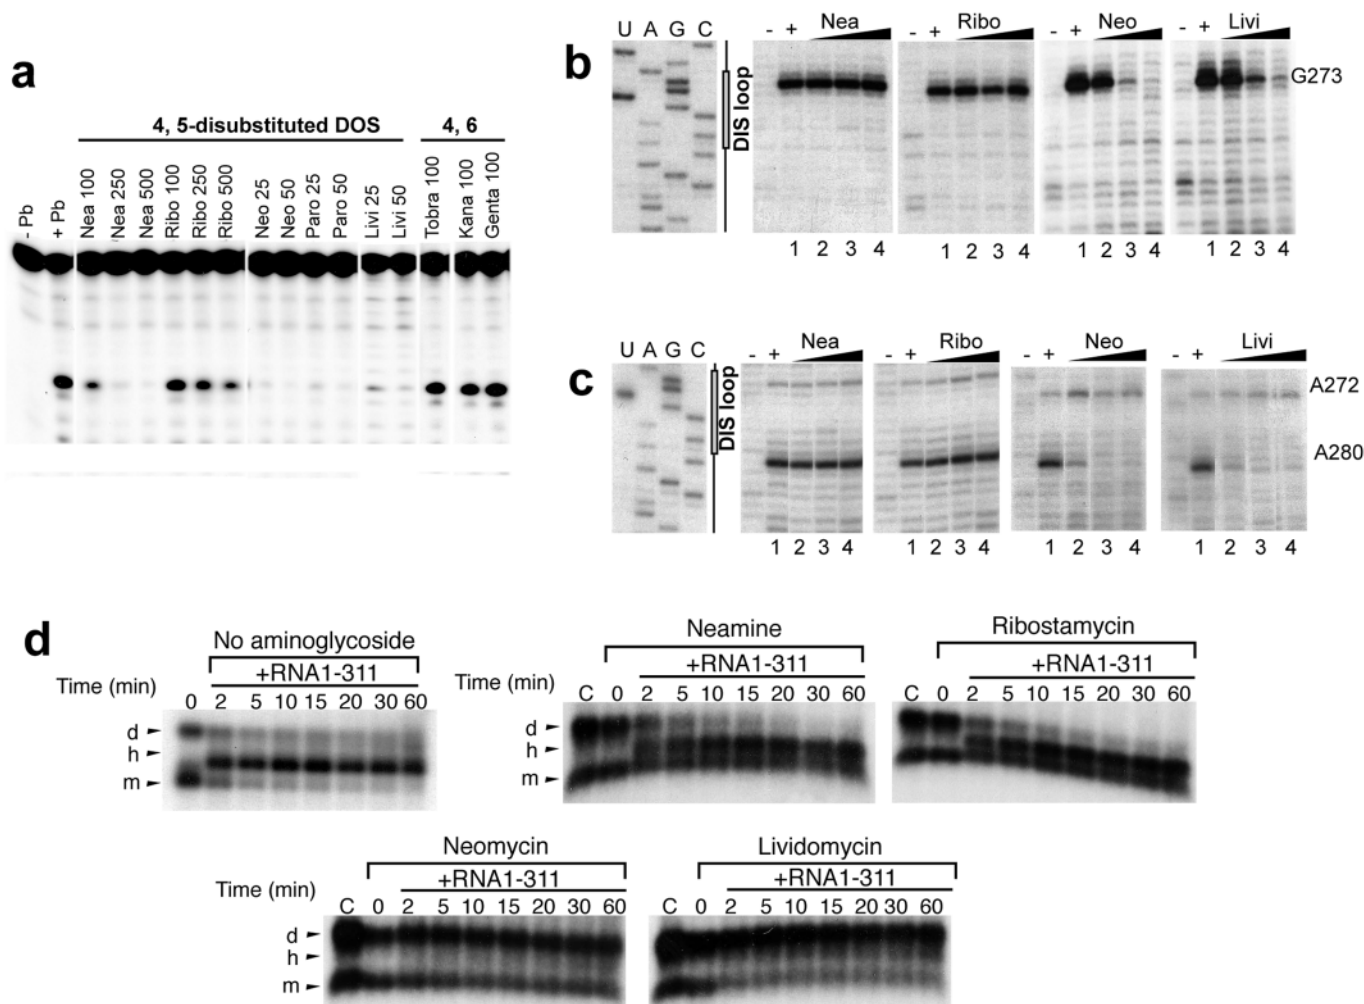 a
4, 5-disubstituted DOS
4, 6
- Pb
+ Pb
Nea 100
Nea 250
Nea 500
Ribo 100
Ribo 250
Ribo 500
Neo 25
Neo 50
Paro 25
Paro 50
Livi 25
Livi 50
Tobra 100
Kana 100
Genta 100
b
U A G C
DIS loop
- + Nea
- + Ribo
- + Neo
- + Livi
G273
1 2 3 4
1 2 3 4
1 2 3 4
1 2 3 4
c
U A G C
DIS loop
- + Nea
- + Ribo
- + Neo
- + Livi
A272
A280
1 2 3 4
1 2 3 4
1 2 3 4
1 2 3 4
d
No aminoglycoside
+RNA1-311
Time (min)
0 2 5 10 15 20 30 60
d
h
m
Neamine
+RNA1-311
Time (min)
C 0 2 5 10 15 20 30 60
d
h
m
Ribostamycin
+RNA1-311
C 0 2 5 10 15 20 30 60
Neomycin
+RNA1-311
Time (min)
C 0 2 5 10 15 20 30 60
d
h
m
Lividomycin
+RNA1-311
C 0 2 5 10 15 20 30 60